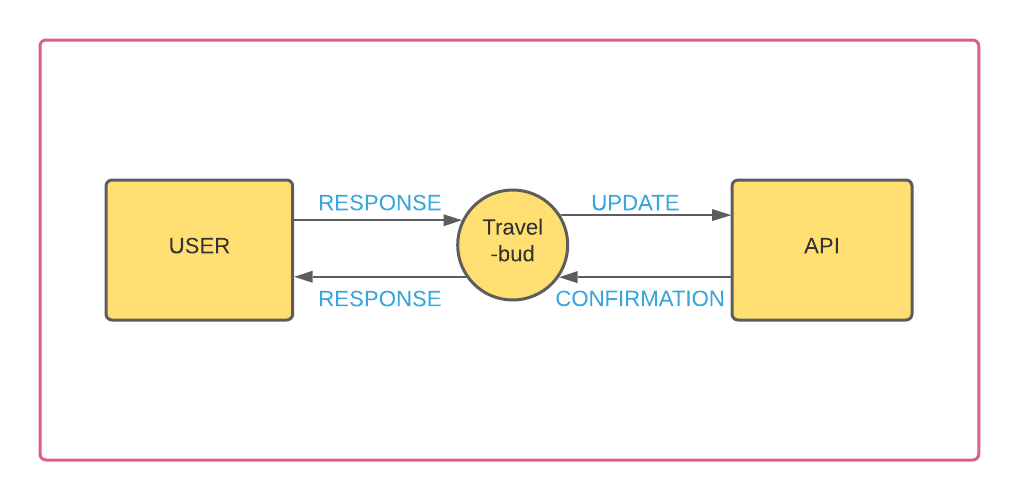 RESPONSE
UPDATE
USER
Travel
-bud
API
RESPONSE
CONFIRMATION